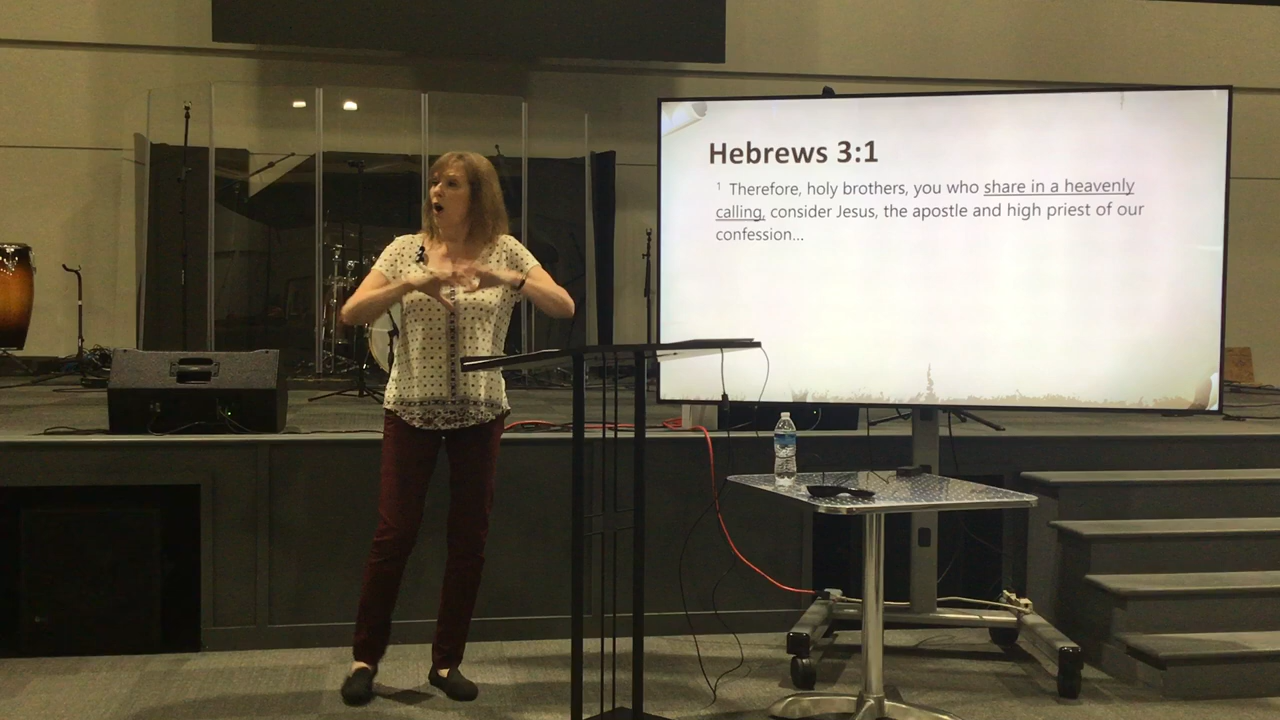 Hebrews 3:1
1 Therefore, holy brothers, you who share in a heavenly
calling, consider Jesus, the apostle and high priest of our
confession...